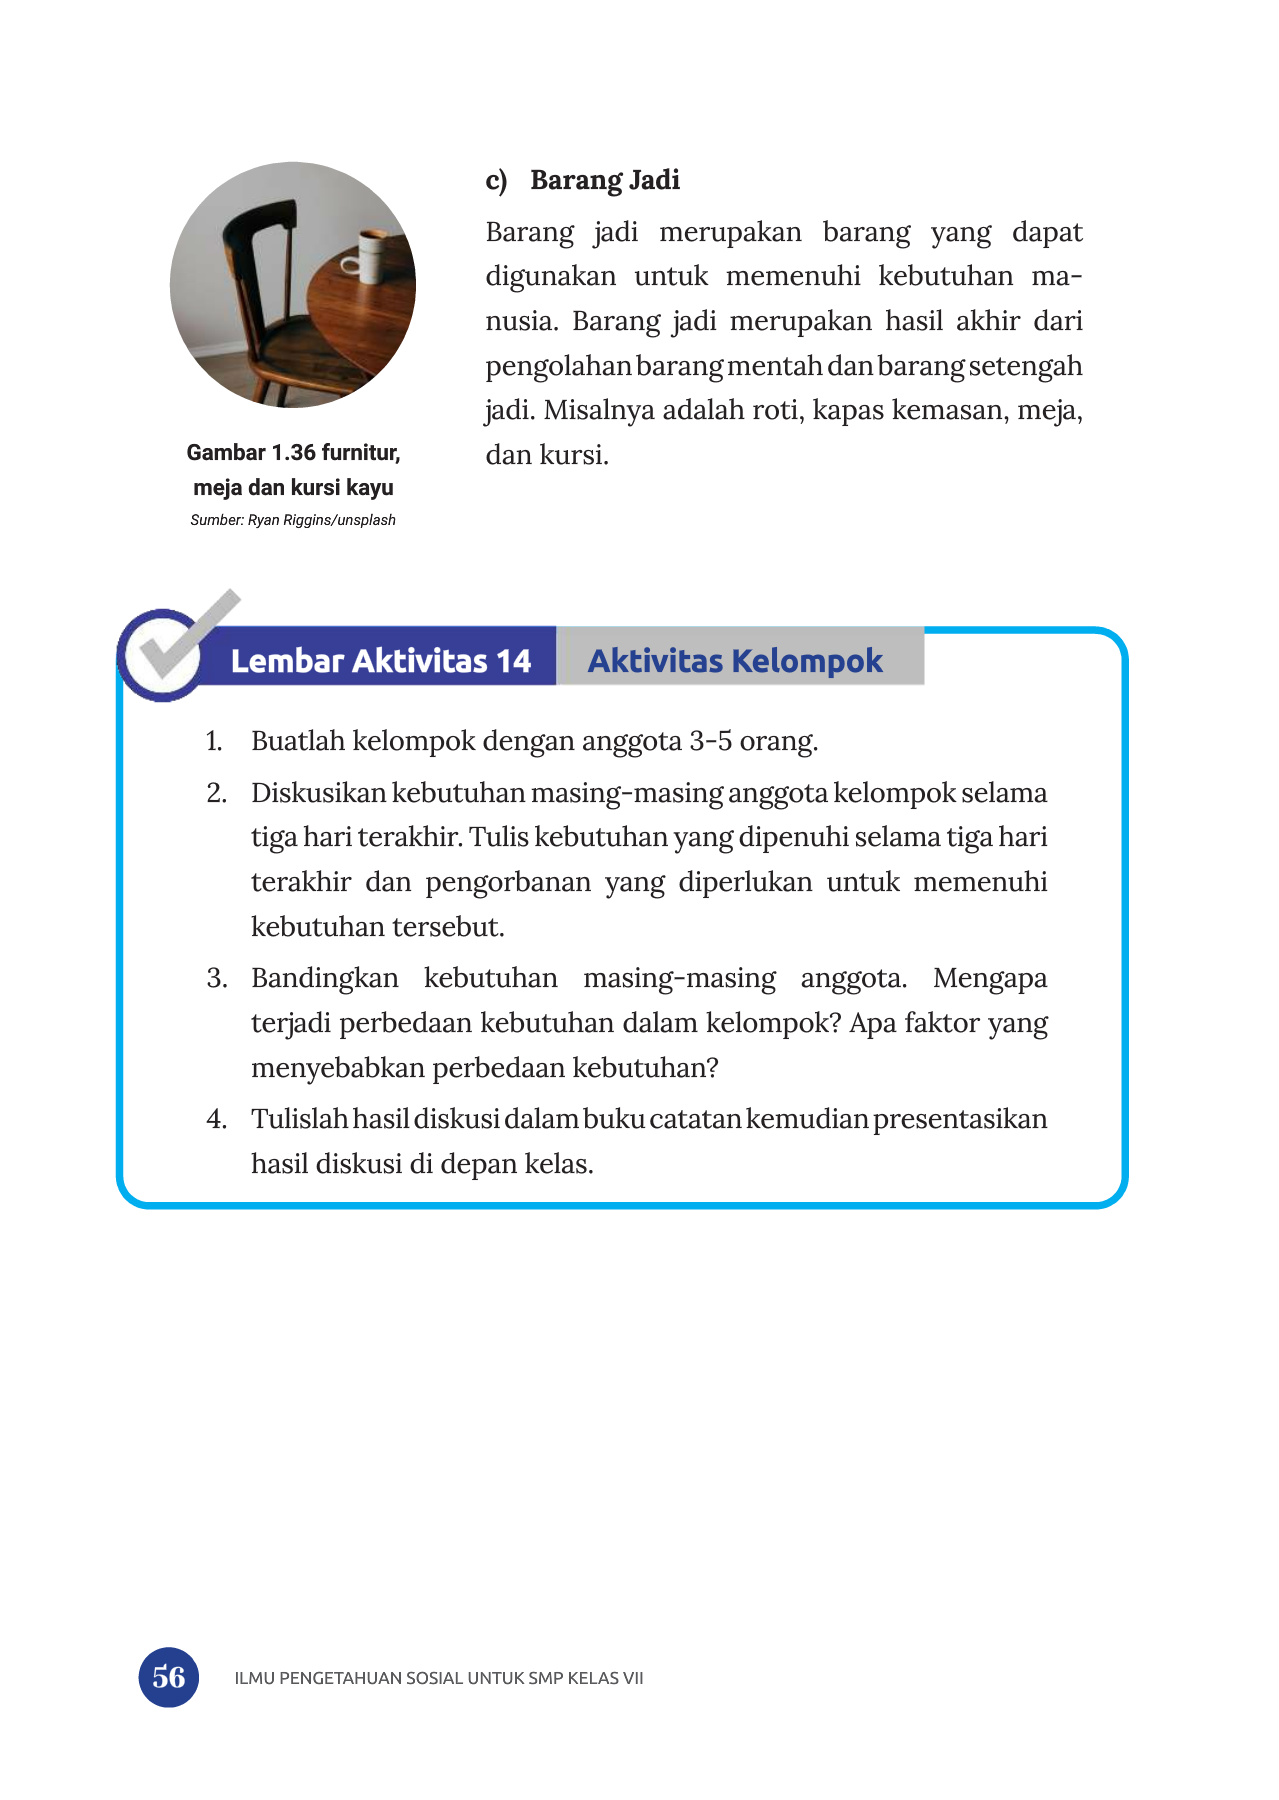 c) Barang Jadi
Barang jadi merupakan barang yang dapat
digunakan untuk memenuhi kebutuhan ma-
nusia. Barang jadi merupakan hasil akhir dari
pengolahan barang mentah dan barang setengah
jadi. Misalnya adalah roti, kapas kemasan, meja,
dan kursi.
Gambar 1.36 furnitur,
meja dan kursi kayu
Sumber: Ryan Riggins/unsplash
Lembar Aktivitas 14 Aktivitas Kelompok
1. Buatlah kelompok dengan anggota 3-5 orang.
2. Diskusikan kebutuhan masing-masing anggota kelompok selama
tiga hari terakhir. Tulis kebutuhan yang dipenuhi selama tiga hari
terakhir dan pengorbanan yang diperlukan untuk memenuhi
kebutuhan tersebut.
3. Bandingkan kebutuhan masing-masing anggota. Mengapa
terjadi perbedaan kebutuhan dalam kelompok? Apa faktor yang
menyebabkan perbedaan kebutuhan?
4. Tulislah hasil diskusi dalam buku catatan kemudian presentasikan
hasil diskusi di depan kelas.
56 ILMU PENGETAHUAN SOSIAL UNTUK SMP KELAS VII